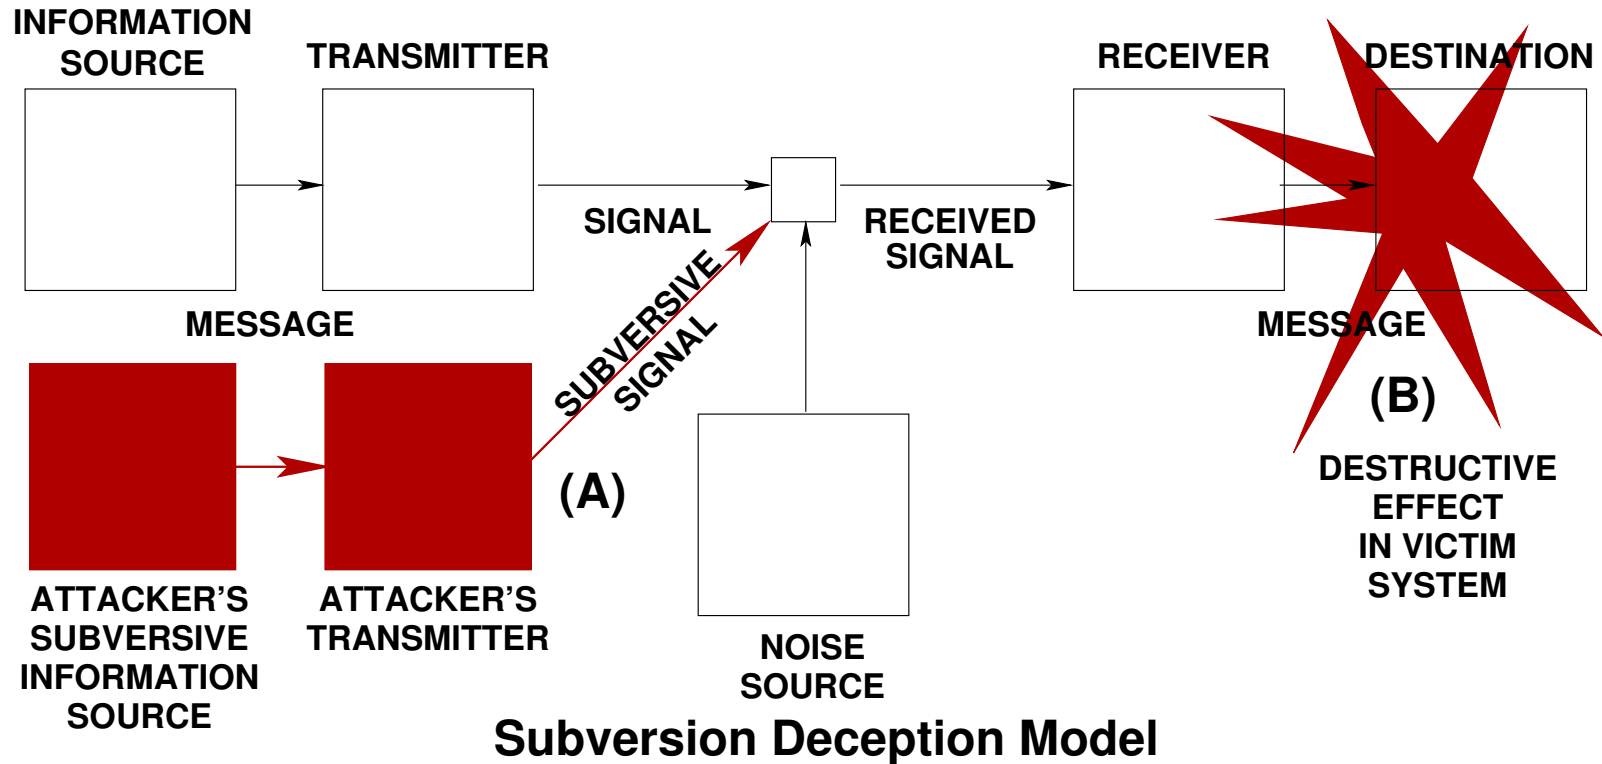 INFORMATION
SOURCE
TRANSMITTER
RECEIVER
DESTINATION
SIGNAL
RECEIVED
SIGNAL
MESSAGE
MESSAGE
SUBVERSIVE
SIGNAL
(A)
(B)
DESTRUCTIVE
EFFECT
IN VICTIM
SYSTEM
ATTACKER'S
SUBVERSIVE
INFORMATION
SOURCE
ATTACKER'S
TRANSMITTER
NOISE
SOURCE
Subversion Deception Model